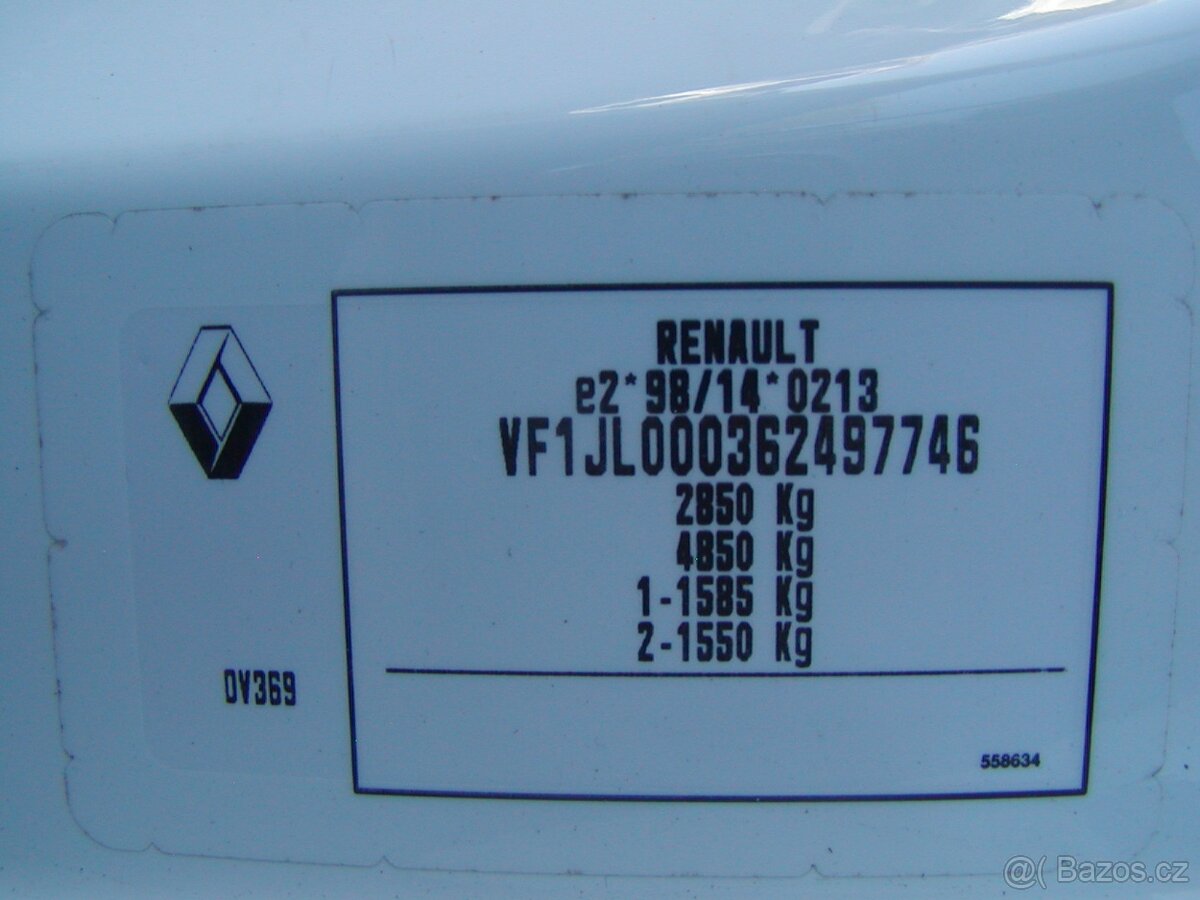 RENAULT
e2*98/14*0213
VF1JL000362497746
2850 Kg
4850 Kg
1-1585 Kg
2-1550 Kg
0V369
558634
@( Bazos.cz